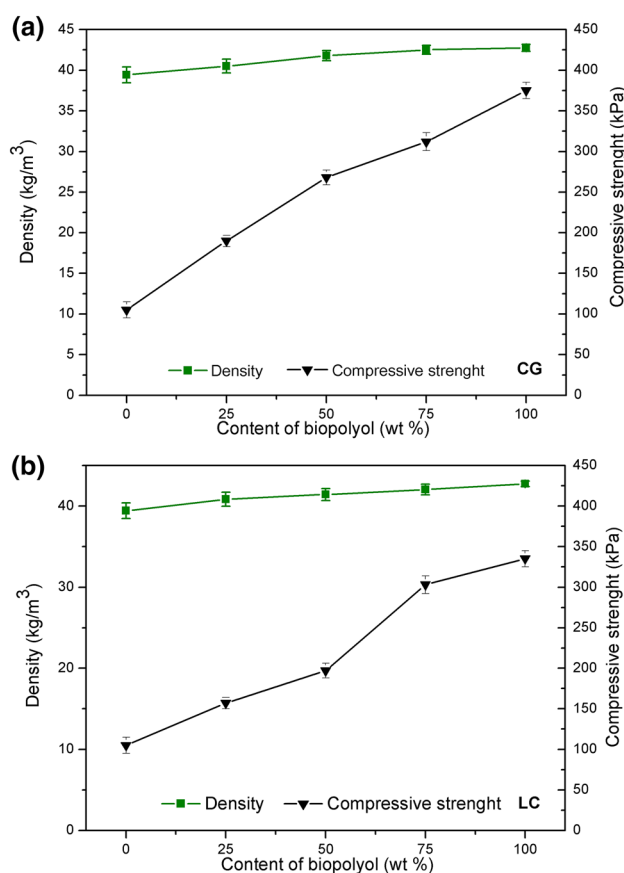 (a)
45
40
35
30
25
20
15
10
5
0
Density (kg/m³)
450
400
350
300
250
200
150
100
50
0
Compressive strenght (kPa)
Density
Compressive strenght
CG
0 25 50 75 100
Content of biopolyol (wt %)
(b)
40
30
20
10
0
Density (kg/m³)
450
400
350
300
250
200
150
100
50
0
Compressive strenght (kPa)
Density
Compressive strenght
LC
0 25 50 75 100
Content of biopolyol (wt %)